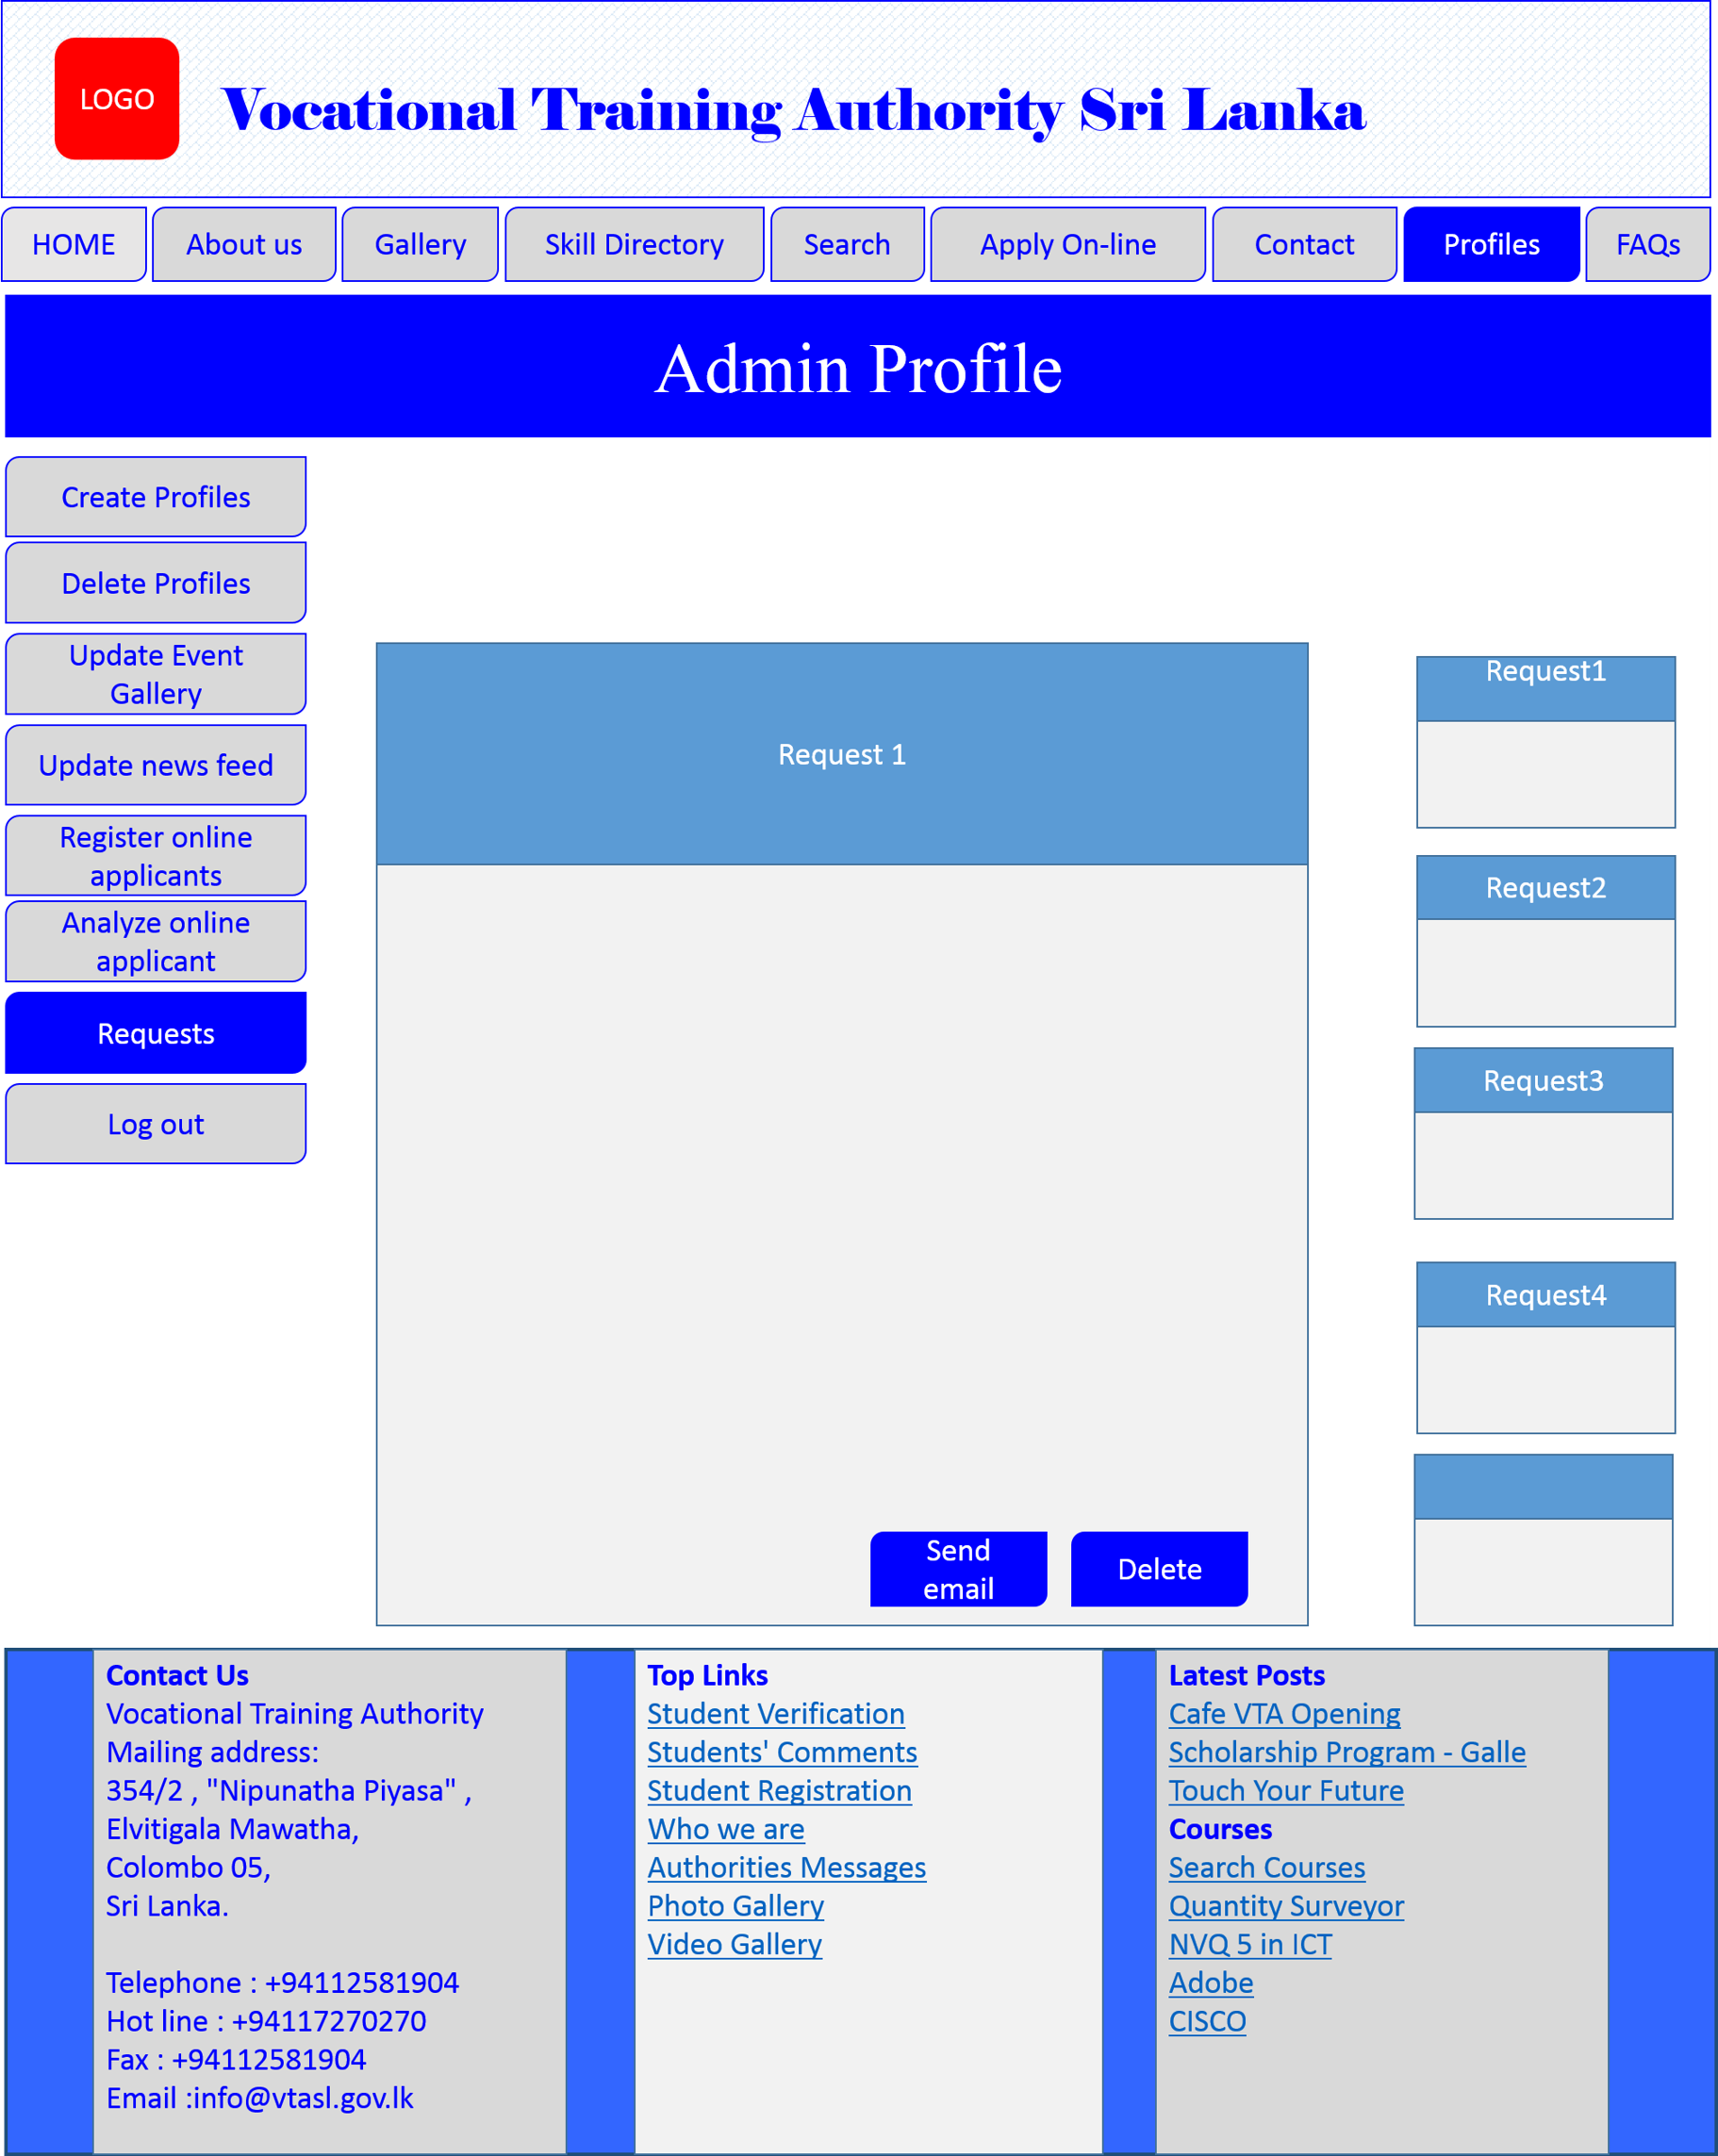 LOGO
Vocational Training Authority Sri Lanka
HOME
About us
Gallery
Skill Directory
Search
Apply On-line
Contact
Profiles
FAQs
Admin Profile
Create Profiles
Delete Profiles
Update Event
Gallery
Update news feed
Register online
applicants
Analyze online
applicant
Requests
Log out
Request 1
Send
email
Delete
Request1
Request2
Request3
Request4
Contact Us
Vocational Training Authority
Mailing address:
354/2 , "Nipunatha Piyasa" ,
Elvitigala Mawatha,
Colombo 05,
Sri Lanka.
Telephone : +94112581904
Hot line : +94117270270
Fax : +94112581904
Email :info@vtasl.gov.lk
Top Links
Student Verification
Students' Comments
Student Registration
Who we are
Authorities Messages
Photo Gallery
Video Gallery
Latest Posts
Cafe VTA Opening
Scholarship Program - Galle
Touch Your Future
Courses
Search Courses
Quantity Surveyor
NVQ 5 in ICT
Adobe
CISCO